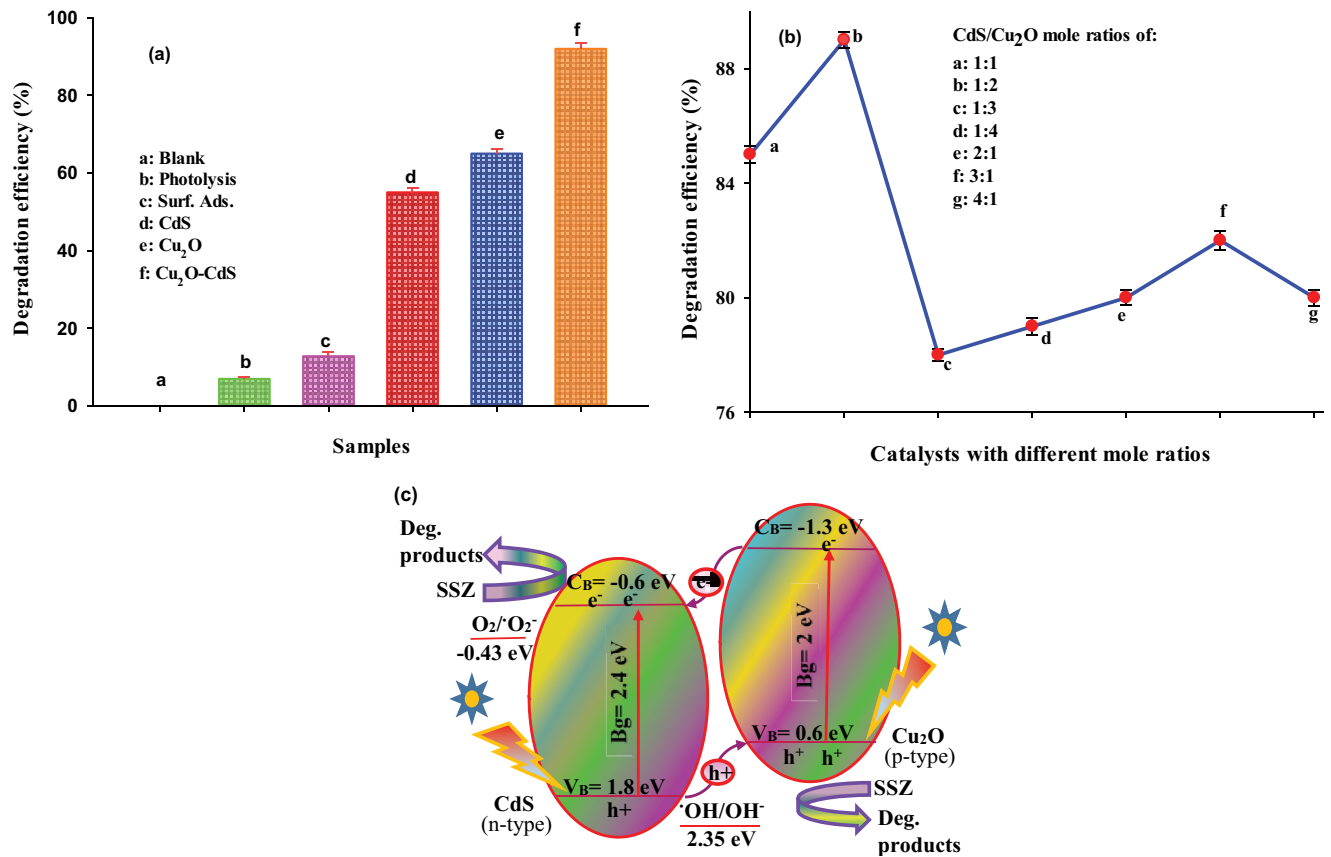 (a)
Degradation efficiency (%)
100
80
60
40
20
0
a
b
c
d
e
f
a: Blank
b: Photolysis
c: Surf. Ads.
d: CdS
e: Cu₂O
f: Cu₂O-CdS
Samples
(b)
Degradation efficiency (%)
88
84
80
76
a
b
c
d
e
f
g
CdS/Cu₂O mole ratios of:
a: 1:1
b: 1:2
c: 1:3
d: 1:4
e: 2:1
f: 3:1
g: 4:1
Catalysts with different mole ratios
(c)
Deg.
products
SSZ
O₂/·O₂⁻
-0.43 eV
CB= -0.6 eV
e⁻ e⁻
Bg= 2.4 eV
VB= 1.8 eV
h+
CdS
(n-type)
e-
h+
·OH/OH⁻
2.35 eV
CB= -1.3 eV
e⁻
Bg= 2 eV
VB= 0.6 eV
h⁺ h⁺
Cu₂O
(p-type)
SSZ
Deg.
products